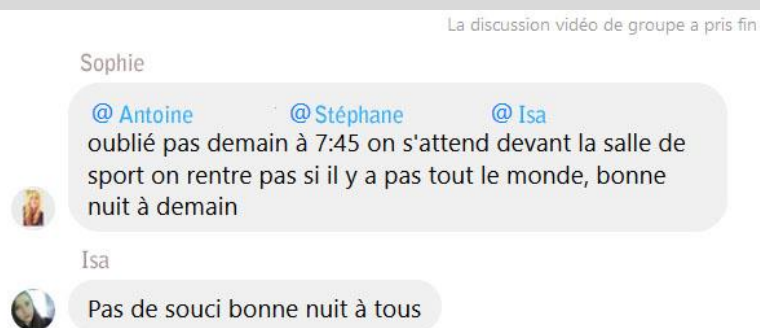 La discussion vidéo de groupe a pris fin
Sophie
@ Antoine @ Stéphane @ Isa
oublié pas demain à 7:45 on s'attend devant la salle de
sport on rentre pas si il y a pas tout le monde, bonne
nuit à demain
Isa
Pas de souci bonne nuit à tous